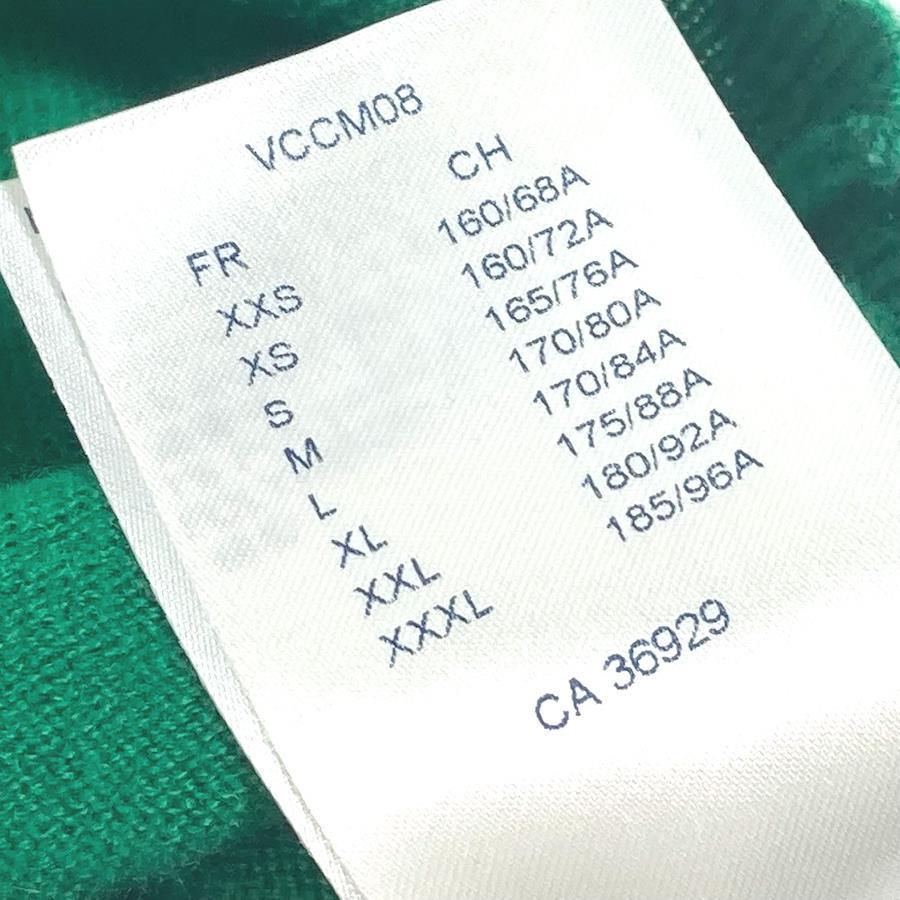 VCCM08
FR CH
XXS 160/68A
XS 160/72A
S 165/76A
M 170/80A
L 170/84A
XL 175/88A
XXL 180/92A
XXXL 185/96A
CA 36929